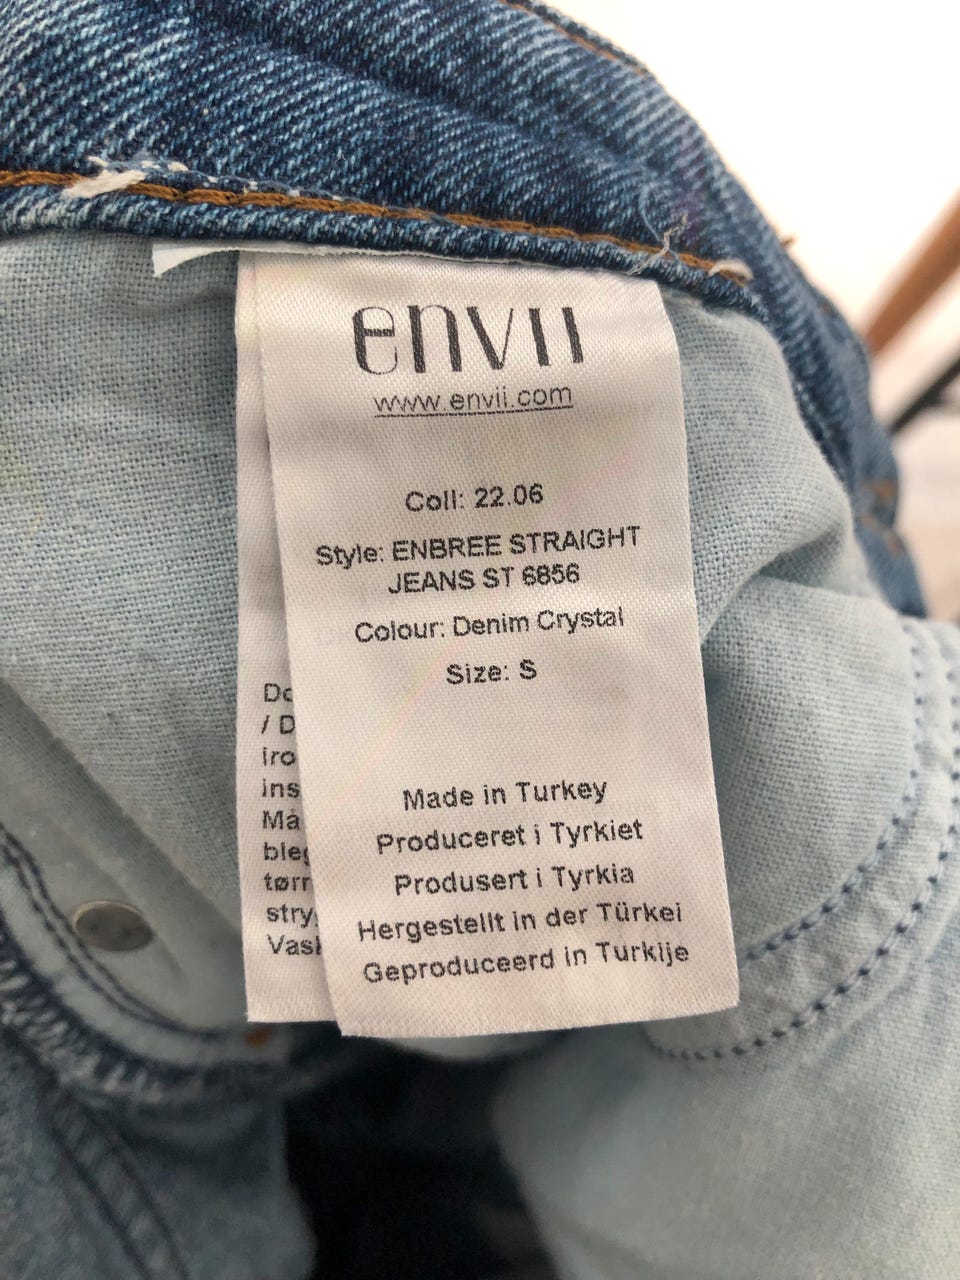 envii
www.envii.com
Coll: 22.06
Style: ENBREE STRAIGHT
JEANS ST 6856
Colour: Denim Crystal
Size: S
Made in Turkey
Produceret i Tyrkiet
Produsert i Tyrkia
Hergestellt in der Türkei
Geproduceerd in Turkije
/ D